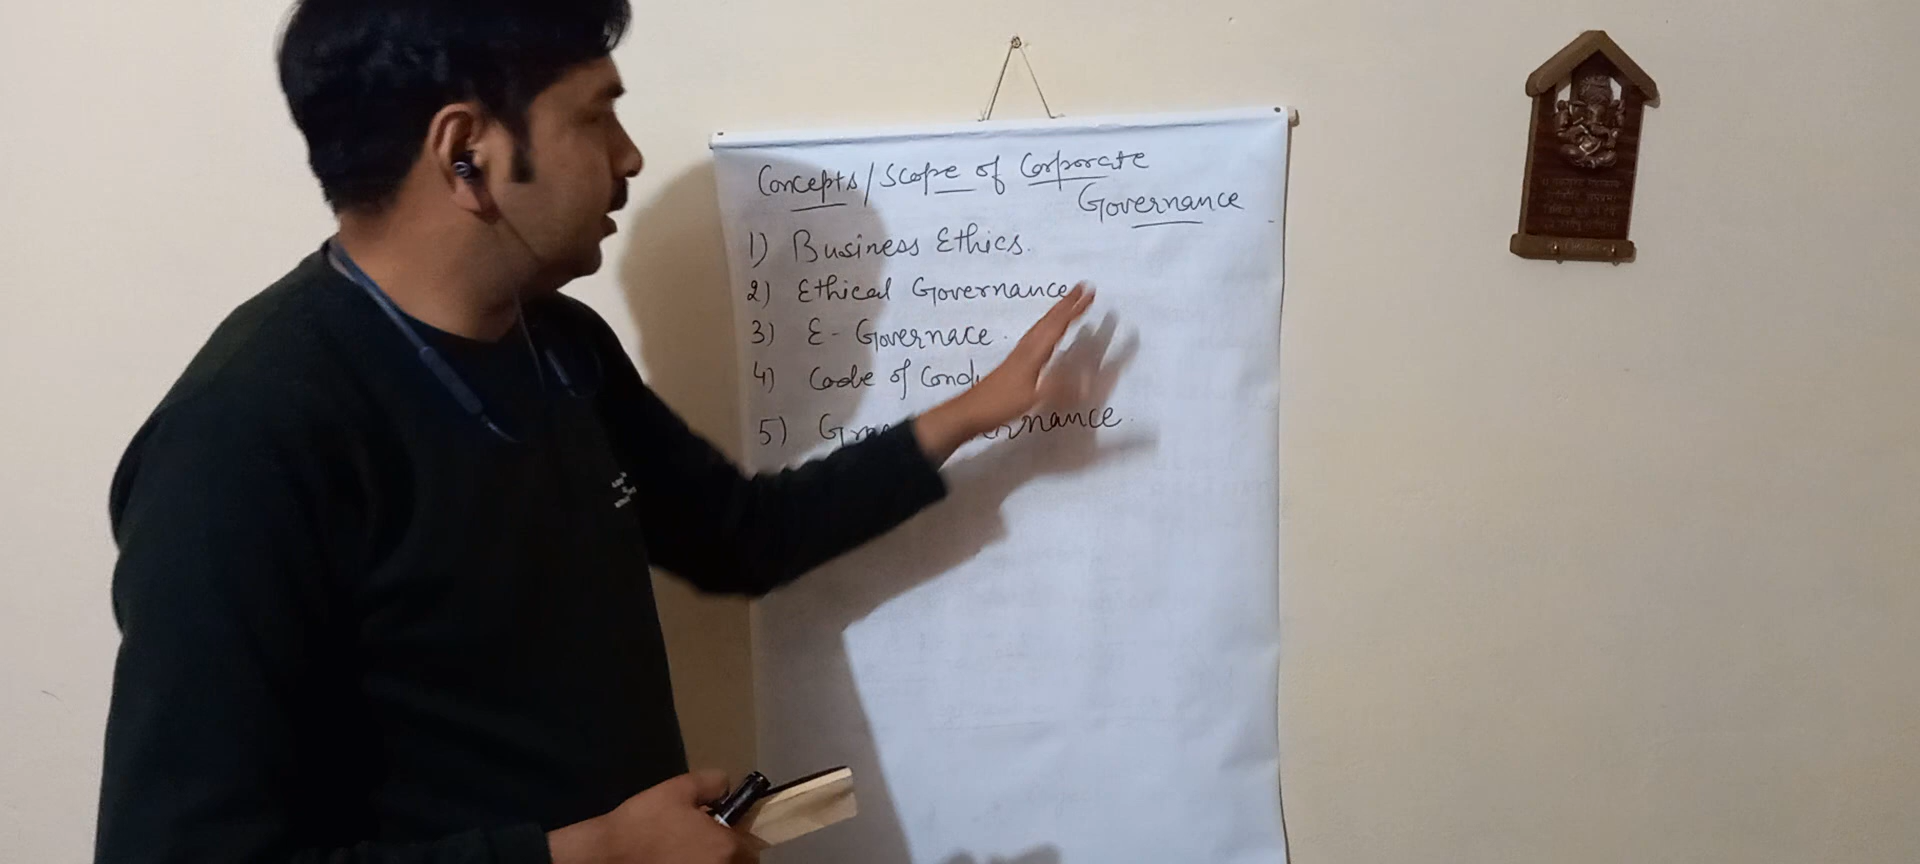 Concepts/Scope of Corporate
Governance
1) Business Ethics.
2) Ethical Governance
3) E-Governace.
4) Code of
5)